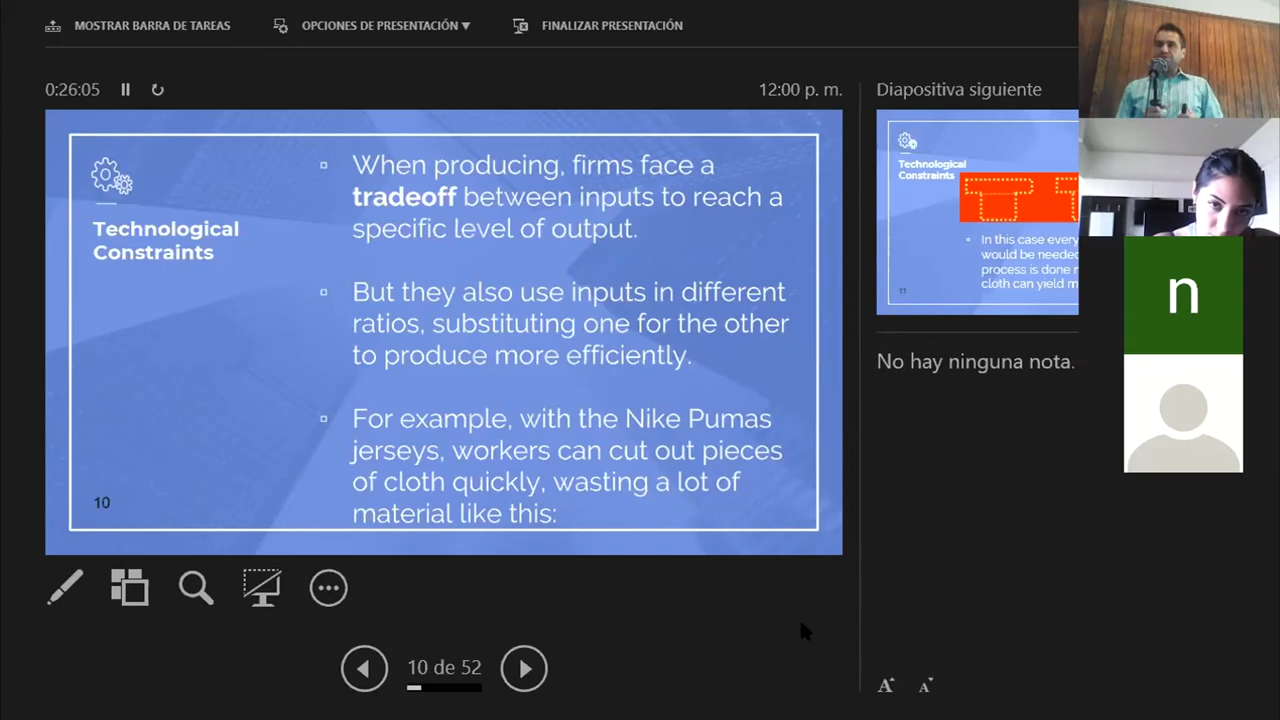 MOSTRAR BARRA DE TAREAS
OPCIONES DE PRESENTACIÓN
FINALIZAR PRESENTACIÓN
0:26:05
12:00 p. m.
Technological
Constraints
When producing, firms face a
tradeoff between inputs to reach a
specific level of output.
But they also use inputs in different
ratios, substituting one for the other
to produce more efficiently.
For example, with the Nike Pumas
jerseys, workers can cut out pieces
of cloth quickly, wasting a lot of
material like this:
10
10 de 52
Diapositiva siguiente
Technological
Constraints
In this case every
would be needed
process is done
cloth can yield
11
No hay ninguna nota.
n
A
A